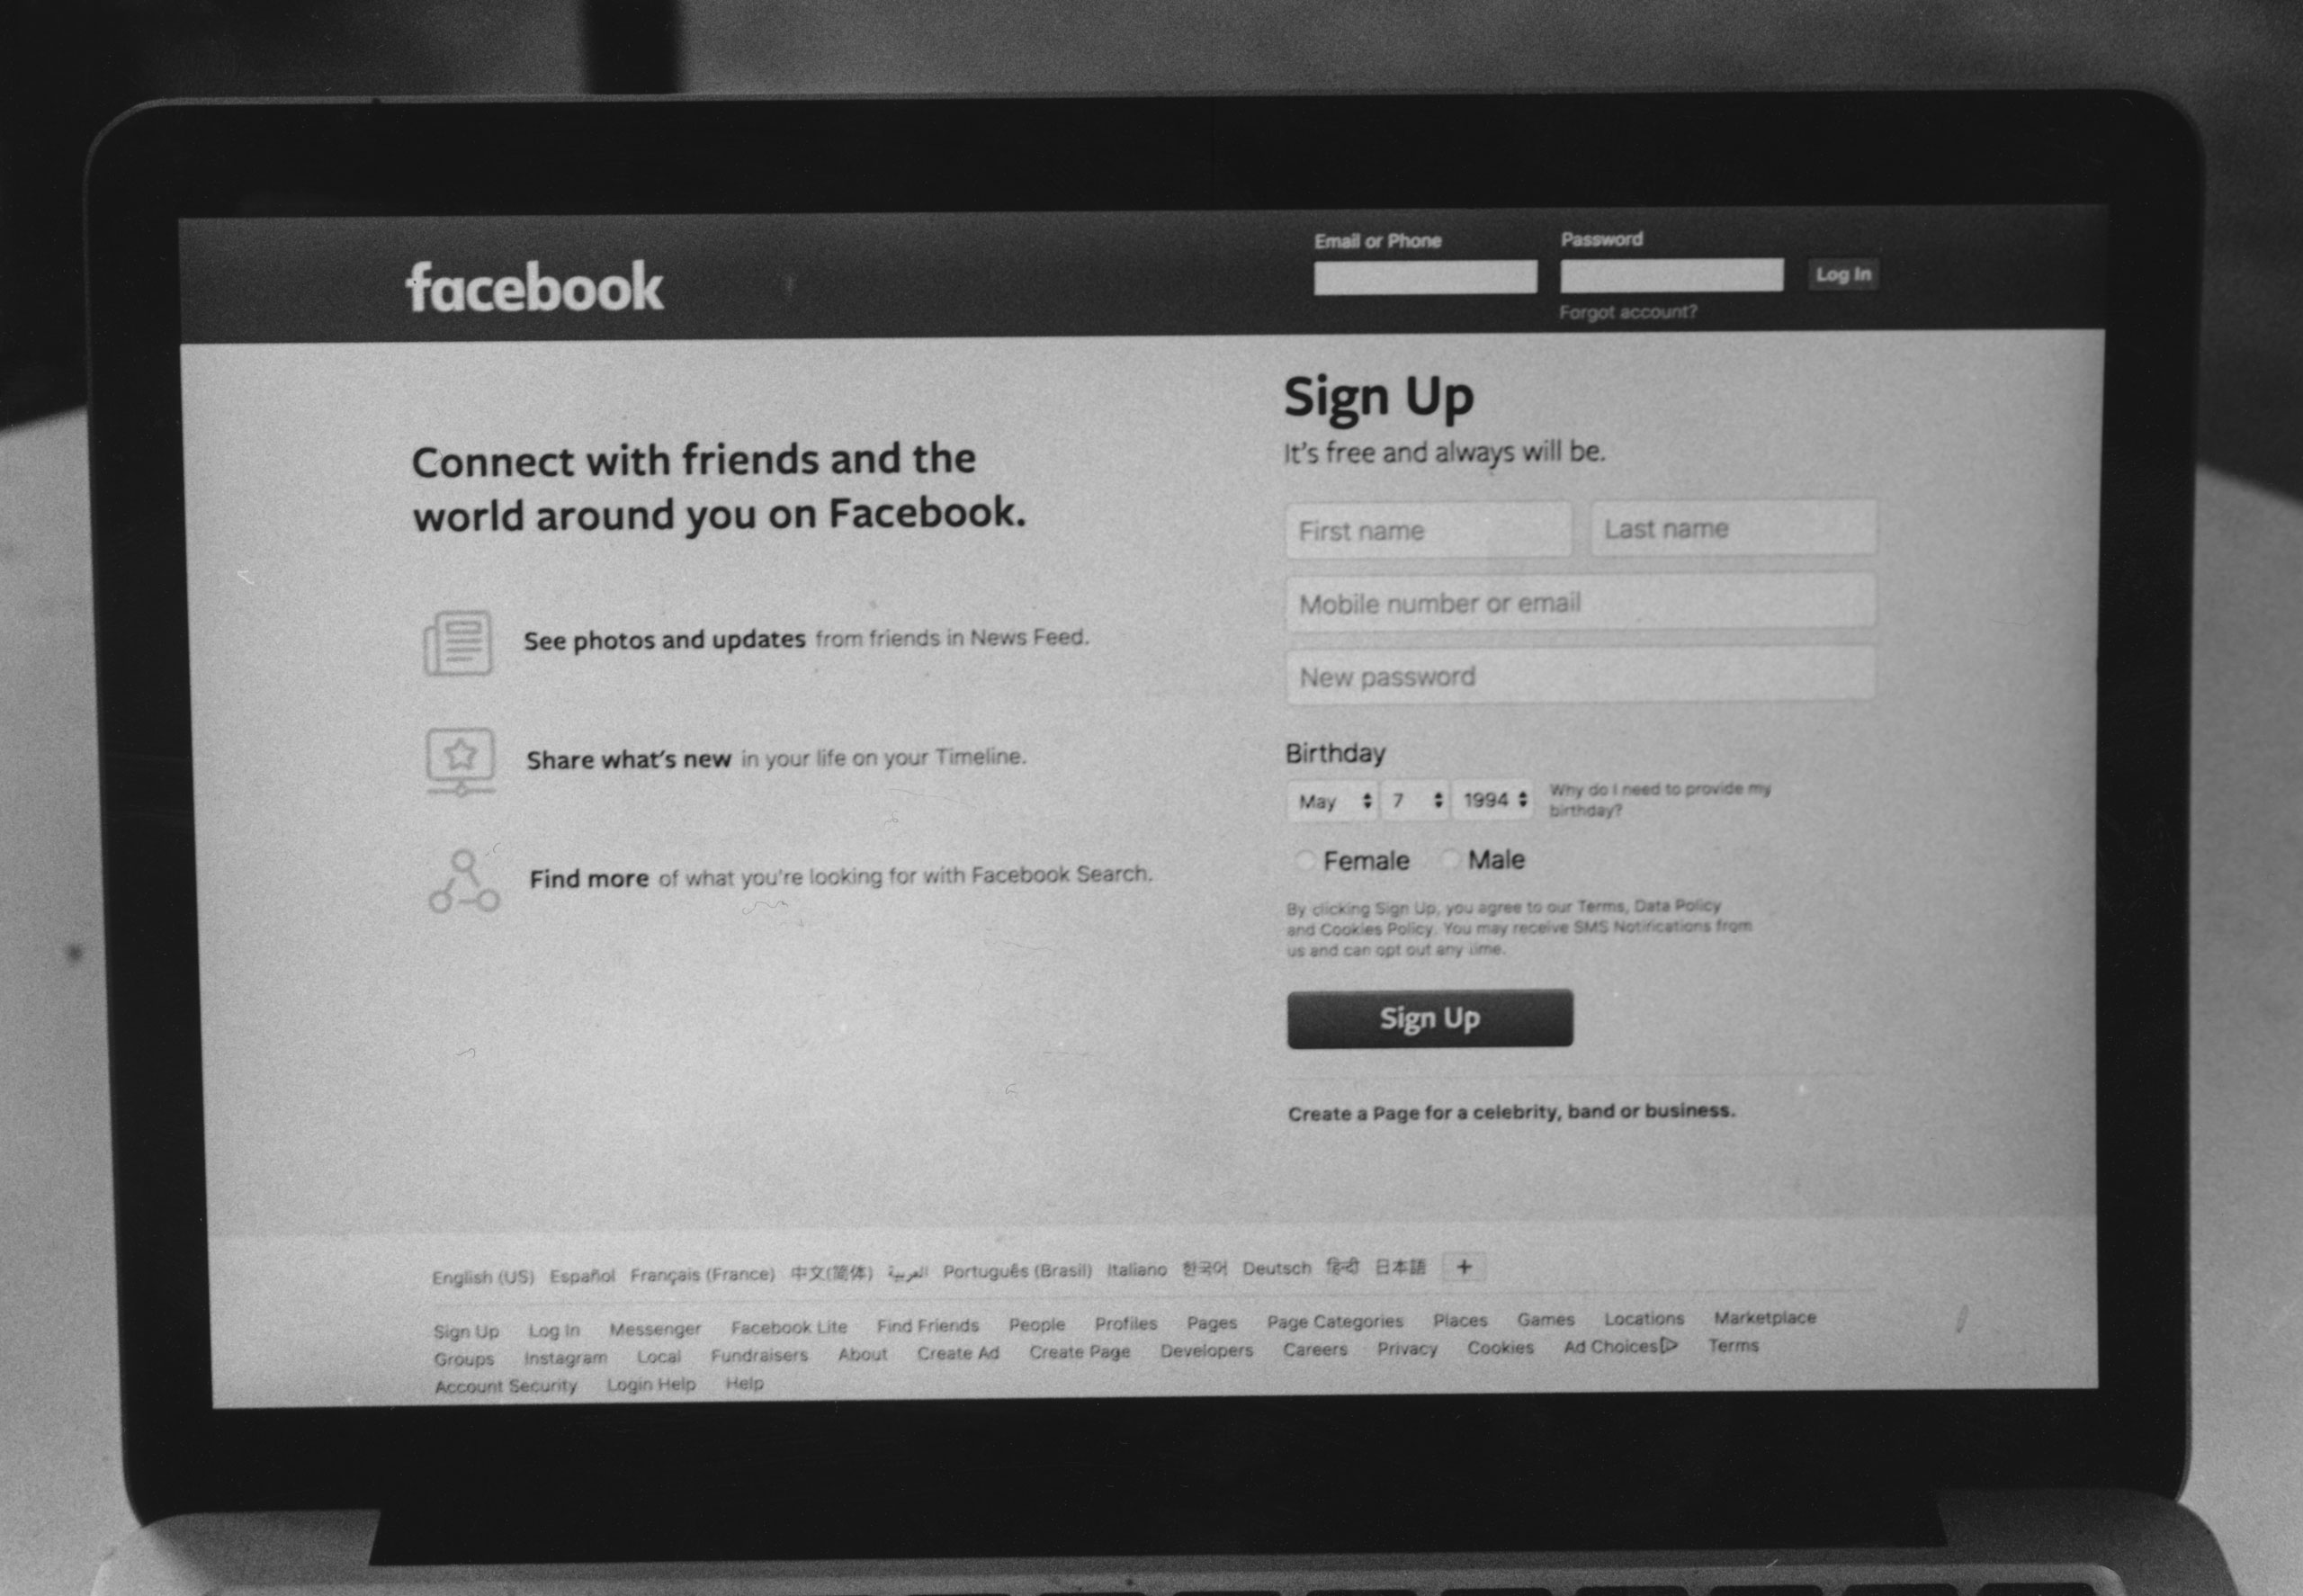 facebook
Email or Phone
Password
Log In
Forgot account?
Connect with friends and the
world around you on Facebook.
See photos and updates from friends in News Feed.
Share what's new in your life on your Timeline.
Find more of what you're looking for with Facebook Search.
Sign Up
It's free and always will be.
First name Last name
Mobile number or email
New password
Birthday
May 7 1994
Why do I need to provide my
birthday?
Female Male
By clicking Sign Up, you agree to our Terms, Data Policy
and Cookies Policy. You may receive SMS Notifications from
us and can opt out any time.
Sign Up
Create a Page for a celebrity, band or business.
English (US) Español Français (France) 中文(简体) العربية Português (Brasil) Italiano 한국어 Deutsch हिन्दी 日本語 +
Sign Up Log In Messenger Facebook Lite Find Friends People Profiles Pages Page Categories Places Games Locations Marketplace
Groups Instagram Local Fundraisers About Create Ad Create Page Developers Careers Privacy Cookies Ad Choices Terms
Account Security Login Help Help